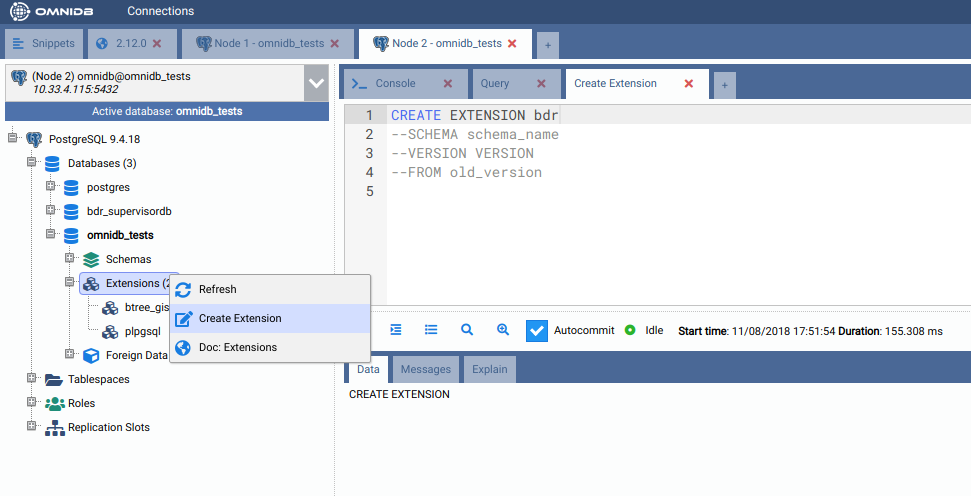 OMNIDB Connections
Snippets 2.12.0 Node 1 - omnidb_tests Node 2 - omnidb_tests +
(Node 2) omnidb@omnidb_tests
10.33.4.115:5432
Active database: omnidb_tests
PostgreSQL 9.4.18
Databases (3)
postgres
bdr_supervisordb
omnidb_tests
Schemas
Extensions (2
btree_gis
plpgsql
Foreign Data
Tablespaces
Roles
Replication Slots
Refresh
Create Extension
Doc: Extensions
Console Query Create Extension +
1 CREATE EXTENSION bdr
2 --SCHEMA schema_name
3 --VERSION VERSION
4 --FROM old_version
5
Autocommit Idle Start time: 11/08/2018 17:51:54 Duration: 155.308 ms
Data Messages Explain
CREATE EXTENSION